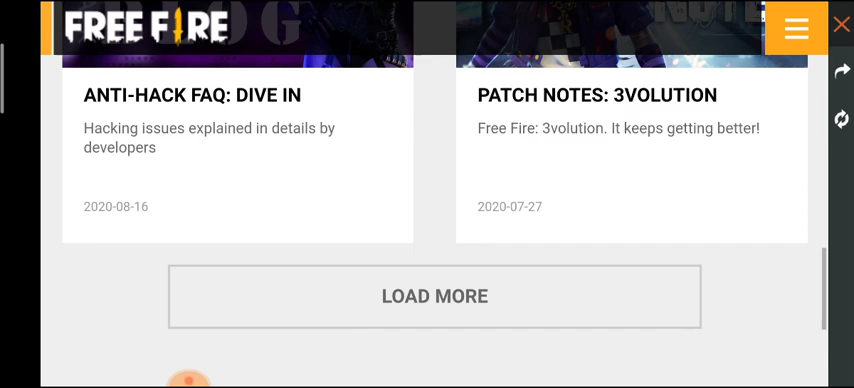 FREE FIRE
ANTI-HACK FAQ: DIVE IN
Hacking issues explained in details by
developers
2020-08-16
PATCH NOTES: 3VOLUTION
Free Fire: 3volution. It keeps getting better!
2020-07-27
LOAD MORE